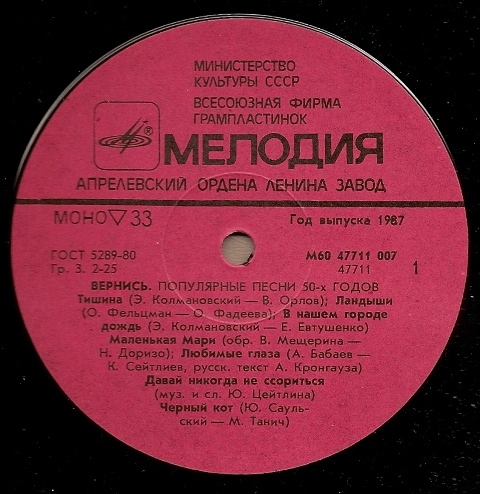 МИНИСТЕРСТВО
КУЛЬТУРЫ СССР
ВСЕСОЮЗНАЯ ФИРМА
ГРАМПЛАСТИНОК
МЕЛОДИЯ
АПРЕЛЕВСКИЙ ОРДЕНА ЛЕНИНА ЗАВОД
МОНО ▽ 33
Год выпуска 1987
ГОСТ 5289-80
М60 47711 007
Гр. 3. 2-25
47711 1
ВЕРНИСЬ. ПОПУЛЯРНЫЕ ПЕСНИ 50-х ГОДОВ
Тишина (Э. Колмановский — В. Орлов); Ландыши
(О. Фельцман — О. Фадеева); В нашем городе
дождь (Э. Колмановский — Е. Евтушенко)
Маленькая Мари (обр. В. Мещерина —
Н. Доризо); Любимые глаза (А. Бабаев —
К. Сейтлиев, русск. текст А. Кронгауза)
Давай никогда не ссориться
(муз. и сл. Ю. Цейтлина)
Черный кот (Ю. Сауль-
ский — М. Танич)